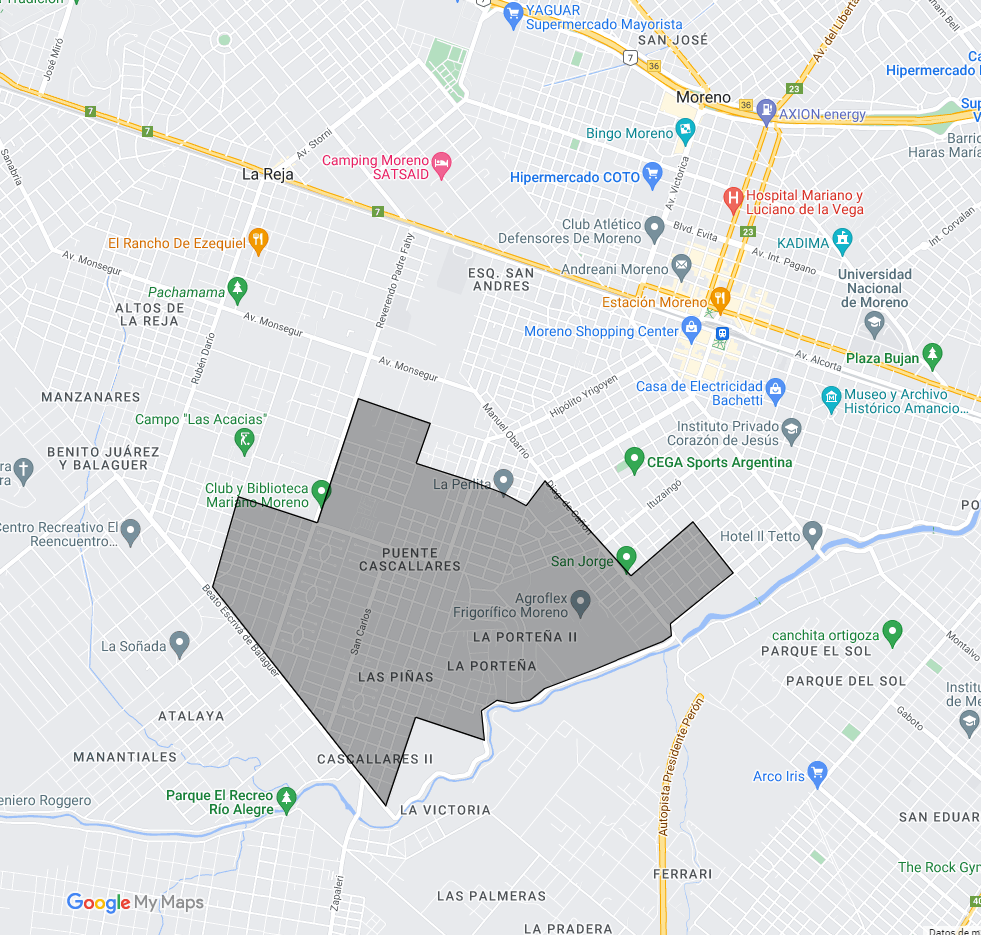 YAGUAR
Supermercado Mayorista
SAN JOSÉ
Av. del Libertador
José Miró
7
36
Hipermercado
Moreno
36
23
AXION energy
7
7
Bingo Moreno
Barrio
Haras María
Av. Storni
Camping Moreno
SATSAID
La Reja
Hipermercado COTO
Av. Victorica
Sanabria
Hospital Mariano y
Luciano de la Vega
7
Club Atlético
Defensores De Moreno
Blvd. Evita
23
Int. Corvalan
El Rancho De Ezequiel
KADIMA
Av. Int. Pagano
Av. Monsegur
Reverendo Padre Fahy
ESQ. SAN
ANDRES
Andreani Moreno
Universidad
Nacional
de Moreno
Pachamama
ALTOS DE
LA REJA
Estación Moreno
Av. Monsegur
Moreno Shopping Center
Rubén Darío
Plaza Bujan
Av. Alcorta
Av. Monsegur
MANZANARES
Hipólito Yrigoyen
Casa de Electricidad
Bachetti
Museo y Archivo
Histórico Amancio...
Campo "Las Acacias"
Manuel Obarrio
Instituto Privado
Corazón de Jesús
BENITO JUÁREZ
Y BALAGUER
CEGA Sports Argentina
Club y Biblioteca
Mariano Moreno
La Perlita
Ituzaingó
Diag. de Gañon
Centro Recreativo El
Reencuentro...
Hotel Il Tetto
PUENTE
CASCALLARES
San Jorge
Beato Escriva de Balaguer
Agroflex
Frigorífico Moreno
San Carlos
La Soñada
LA PORTEÑA II
canchita ortigoza
PARQUE EL SOL
Montalvo
LA PORTEÑA
LAS PIÑAS
PARQUE DEL SOL
ATALAYA
Gaboto
MANANTIALES
CASCALLARES II
Autopista Presidente Perón
Arco Iris
Parque El Recreo
Río Alegre
eniero Roggero
LA VICTORIA
SAN EDUAR
FERRARI
The Rock Gym
Zapaleri
LAS PALMERAS
Google My Maps
LA PRADERA
Datos de m